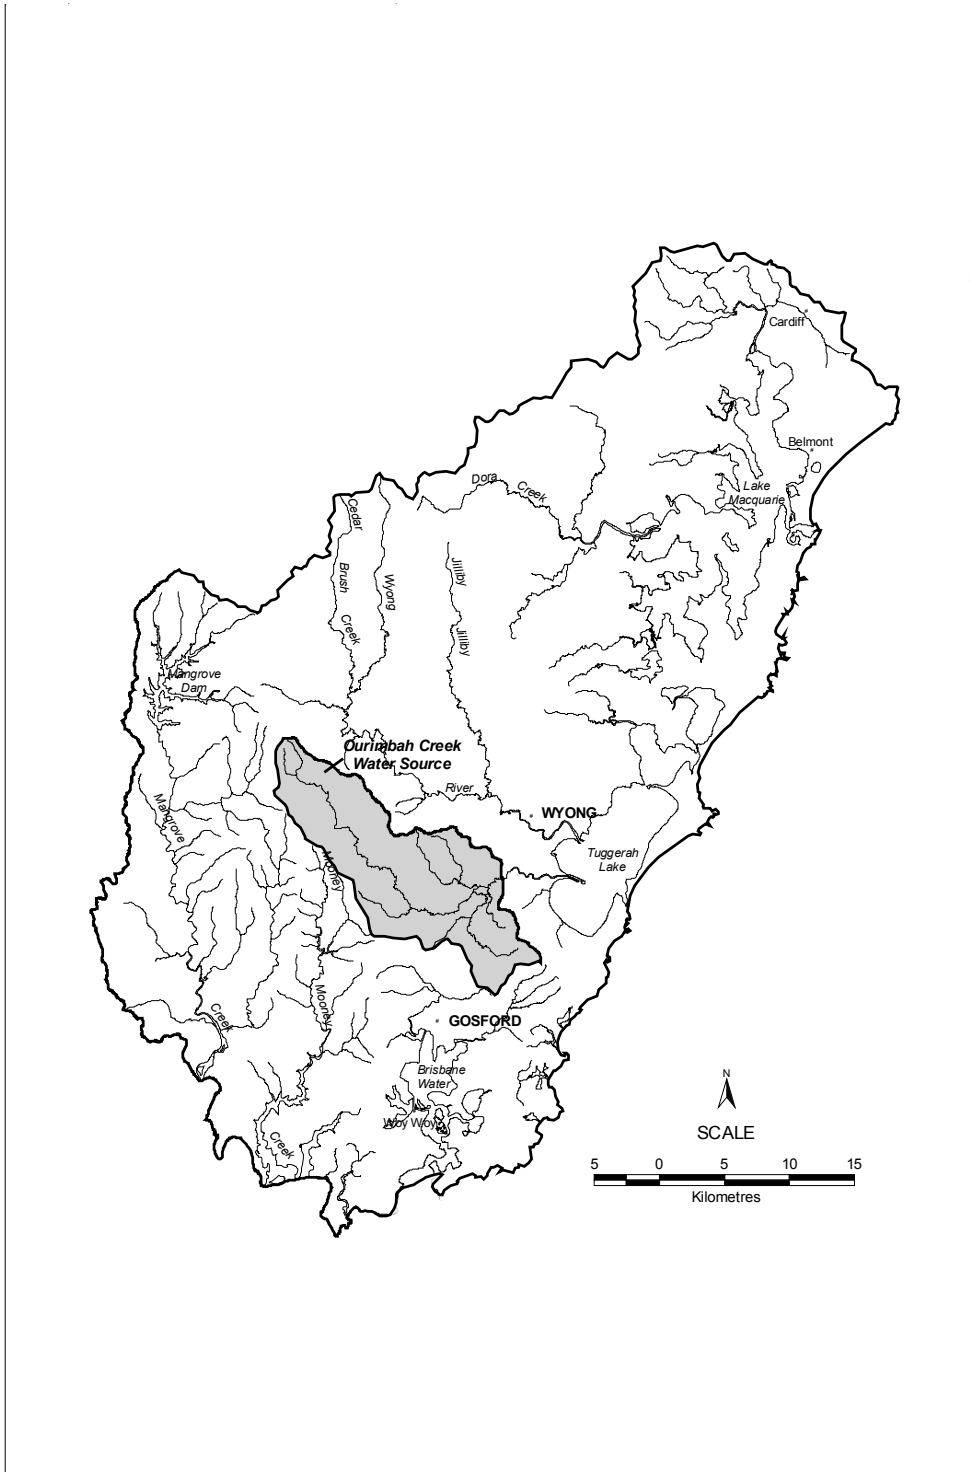 Cardiff
Belmont
Lake
Macquarie
Dora
Creek
Cedar
Brush
Creek
Wyong
Jilliby
Jilliby
Mangrove
Dam
Ourimbah Creek
Water Source
River
WYONG
Mangrove
Tuggerah
Lake
Mooney
Mooney
Creek
GOSFORD
Brisbane
Water
Woy Woy
Creek
N
SCALE
5 0 5 10 15
Kilometres